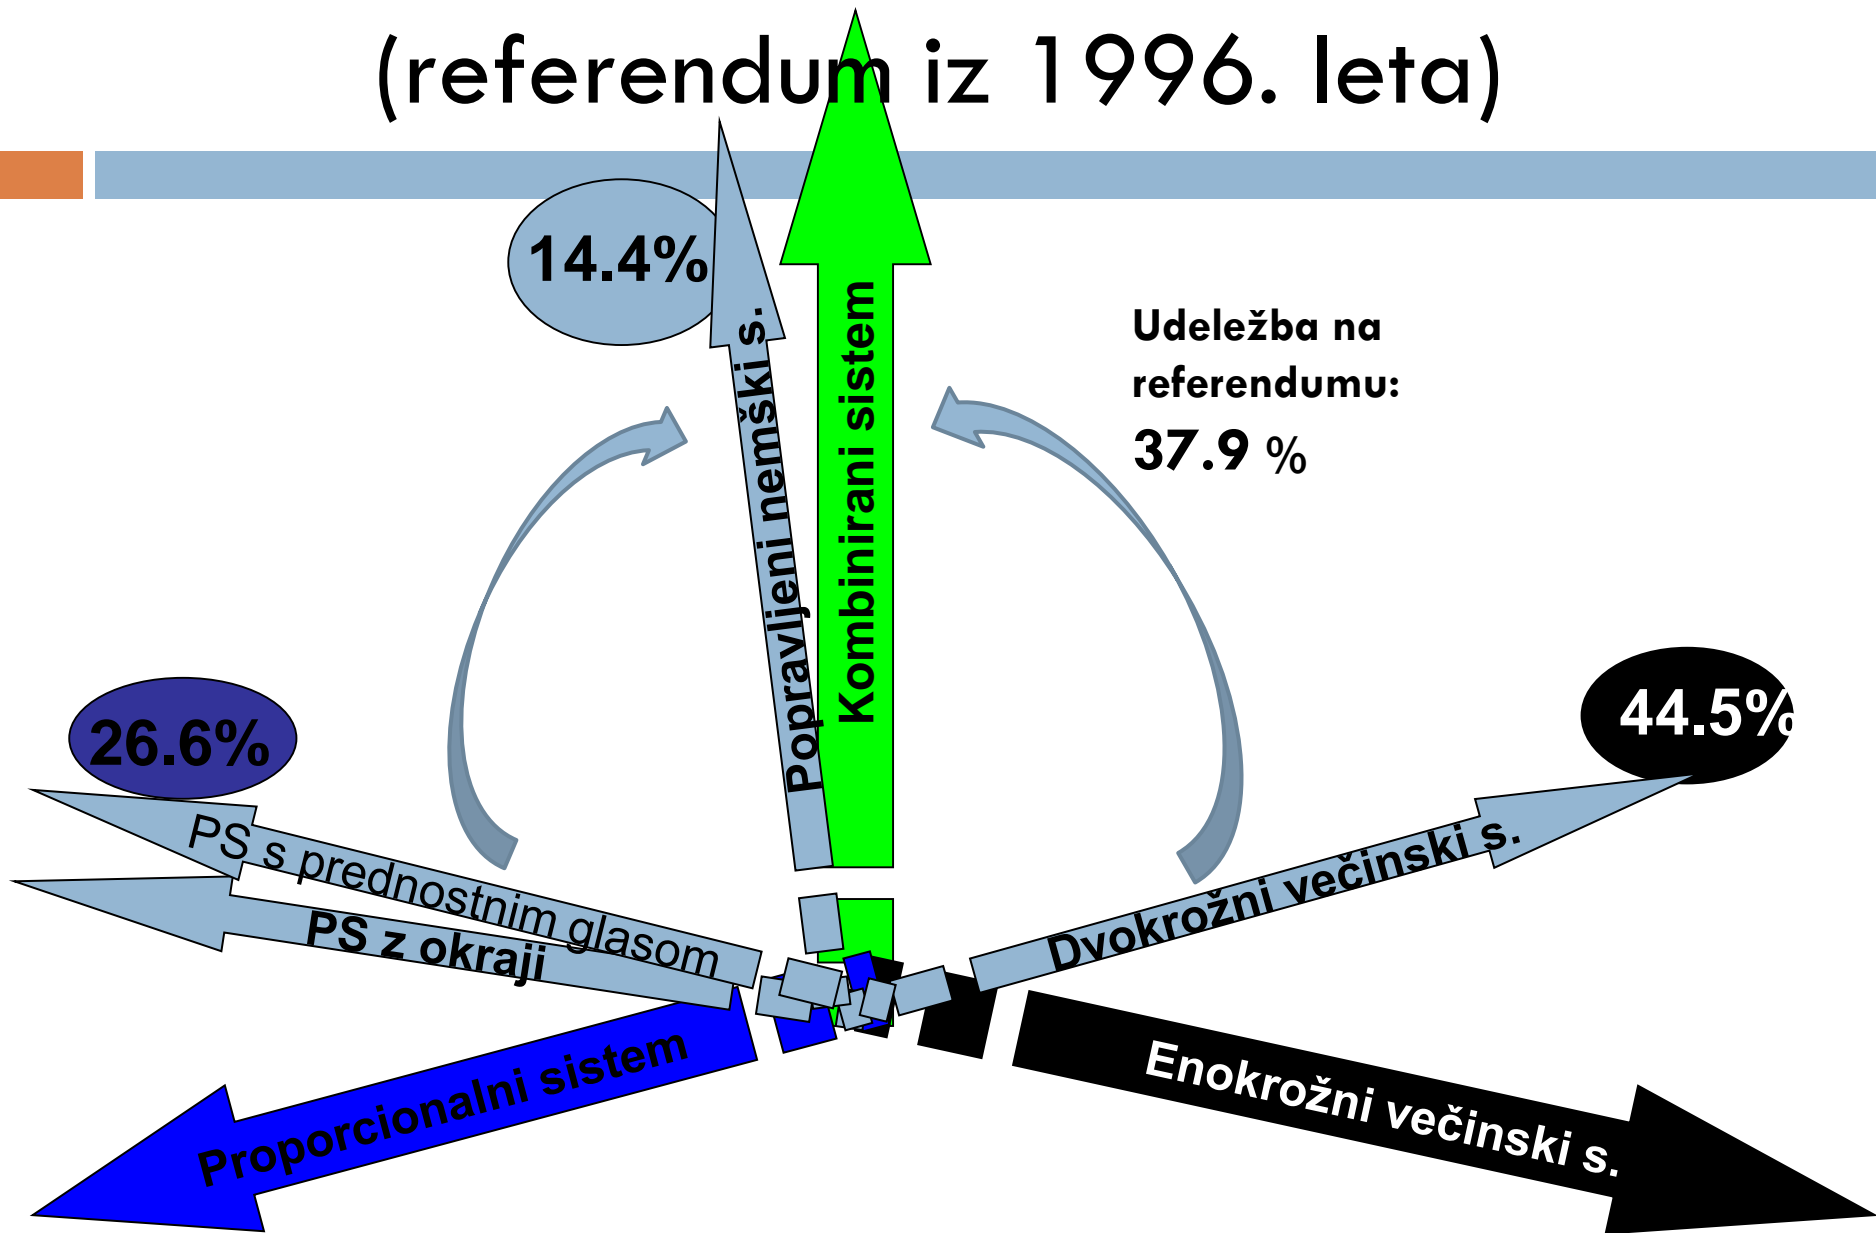 (referendum iz 1996. leta)
14.4%
Popravljeni nemški s.
Kombinirani sistem
Udeležba na
referendumu:
37.9 %
26.6%
44.5%
PS s prednostnim glasom
PS z okraji
Dvokrožni večinski s.
Proporcionalni sistem
Enokrožni večinski s.